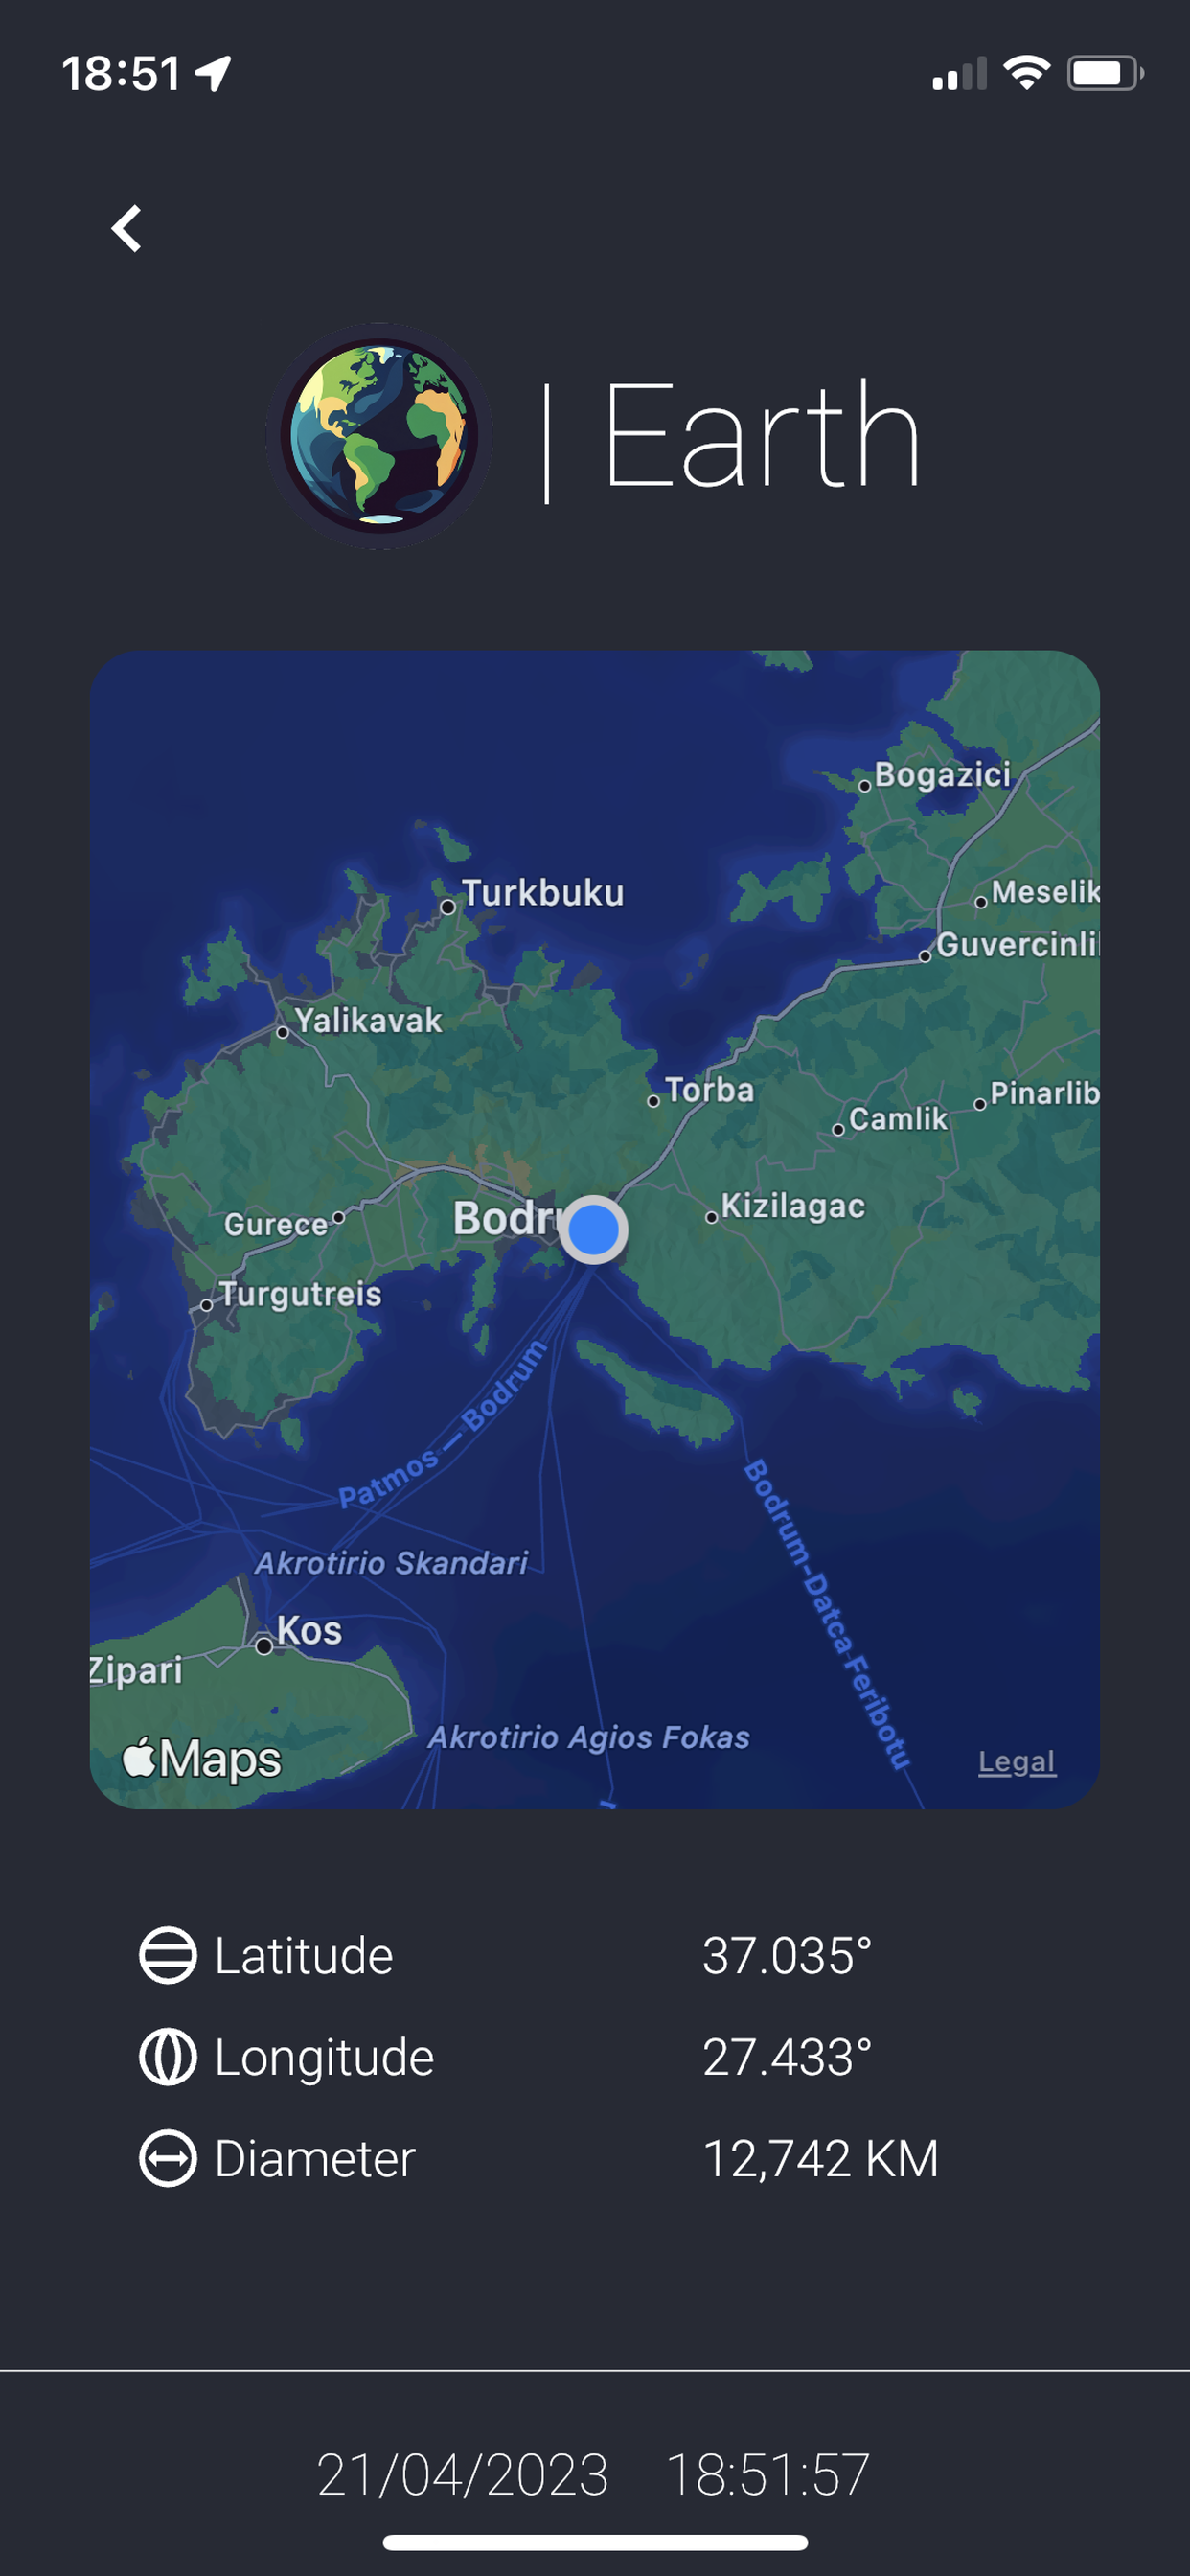 18:51
| Earth
Bogazici
Turkbuku
Meselik
Guvercinli
Yalikavak
Torba
Pinarlib
Camlik
Kizilagac
Gurece
Bodr
Turgutreis
Patmos — Bodrum
Bodrum-Datca Feribotu
Akrotirio Skandari
Kos
Zipari
Akrotirio Agios Fokas
Maps
Legal
Latitude 37.035°
Longitude 27.433°
Diameter 12,742 KM
21/04/2023 18:51:57